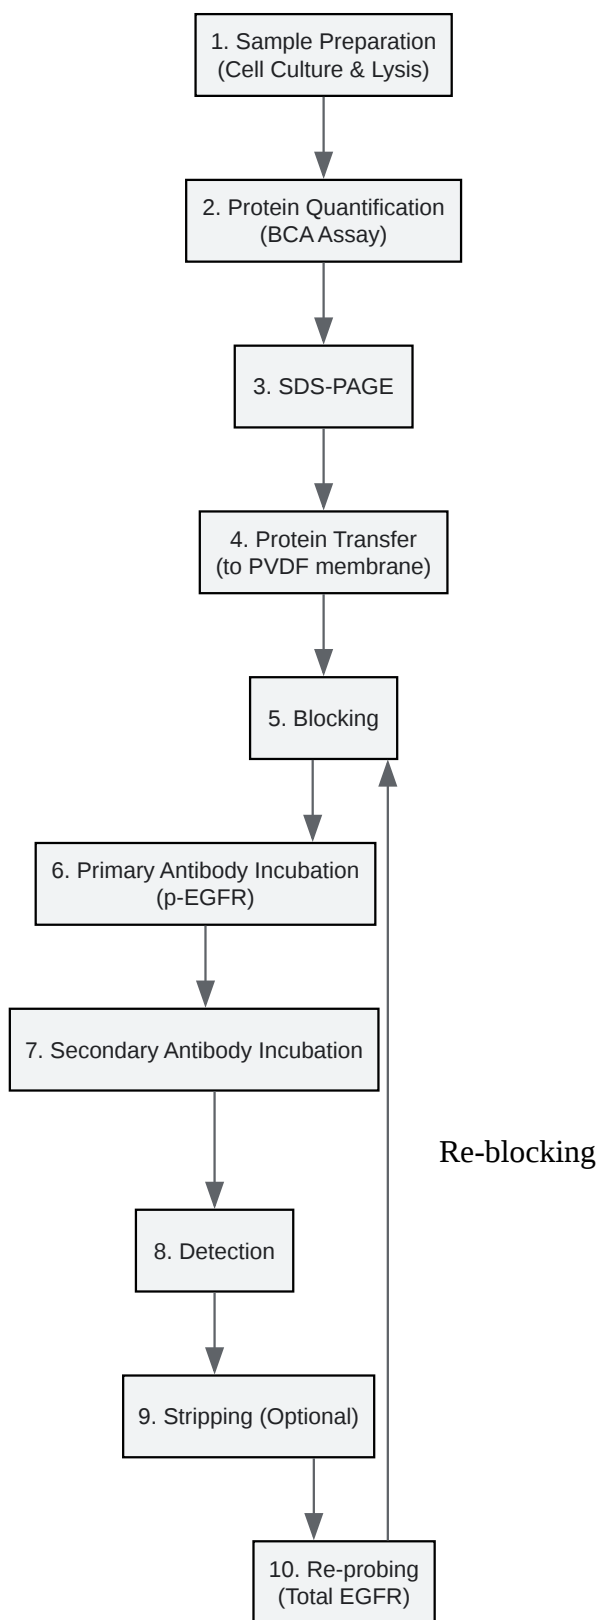 1. Sample Preparation
(Cell Culture & Lysis)
2. Protein Quantification
(BCA Assay)
3. SDS-PAGE
4. Protein Transfer
(to PVDF membrane)
5. Blocking
6. Primary Antibody Incubation
(p-EGFR)
7. Secondary Antibody Incubation
Re-blocking
8. Detection
9. Stripping (Optional)
10. Re-probing
(Total EGFR)